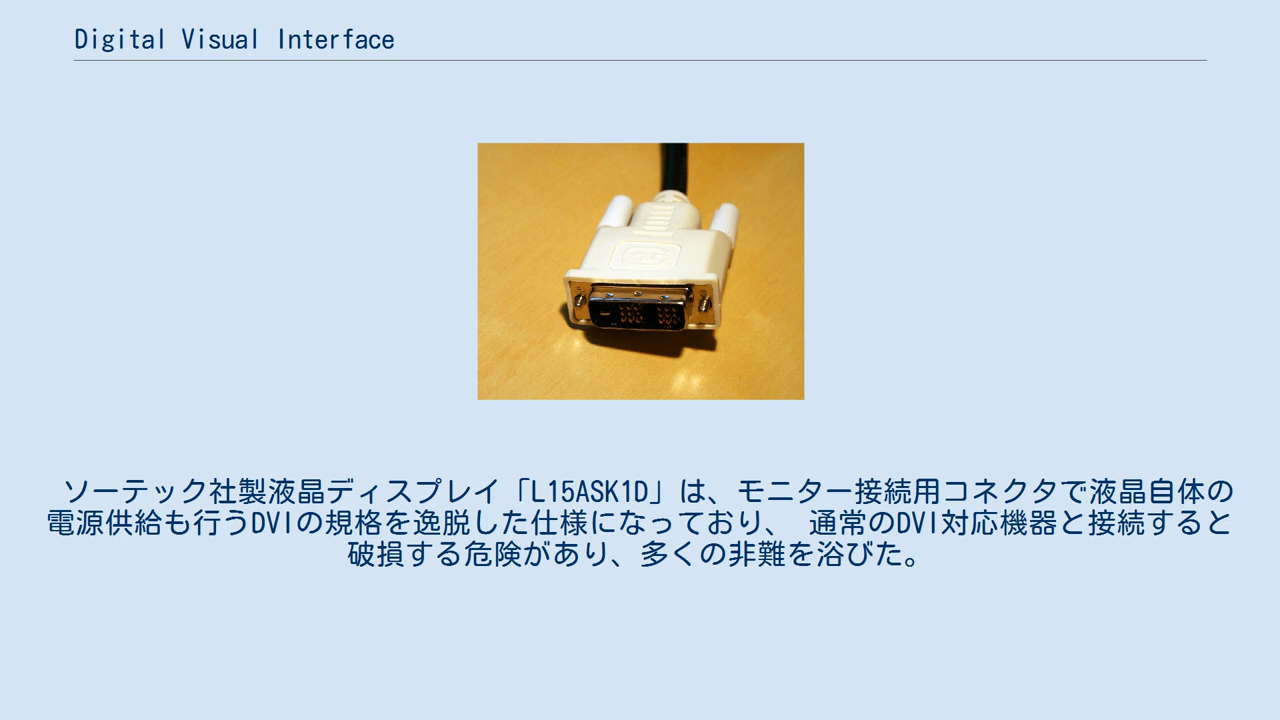 Digital Visual Interface
ソーテック社製液晶ディスプレイ「L15ASK1D」は、モニター接続用コネクタで液晶自体の
電源供給も行うDVIの規格を逸脱した仕様になっており、 通常のDVI対応機器と接続すると
破損する危険があり、多くの非難を浴びた。